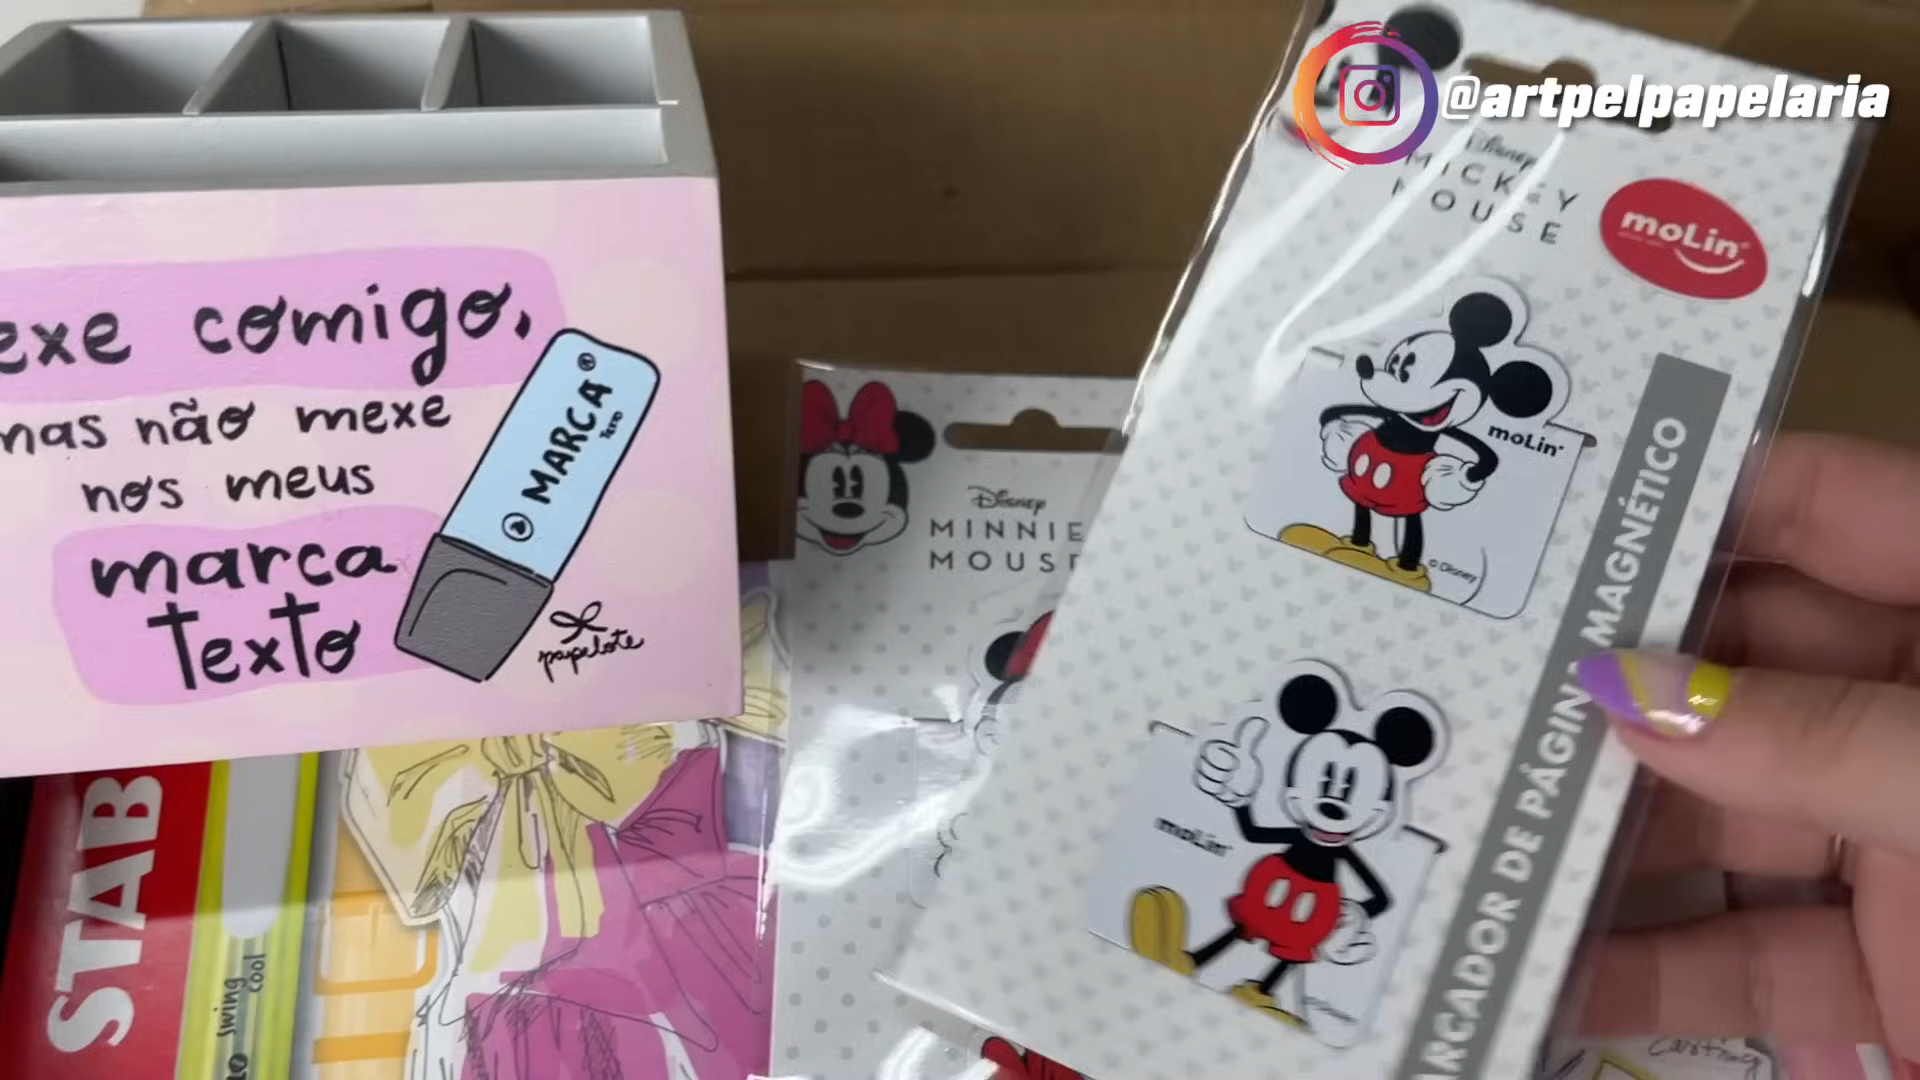 @artpelpapelaria
Disney
MICKEY
MOUSE
moLin
exe comigo,
mas não mexe
nos meus
marca
texto
MARCA
Texto
papelote
Disney
MINNIE
MOUSE
moLin
© Disney
moLin
MARCADOR DE PÁGINA MAGNÉTICO
STAB
swing
cool